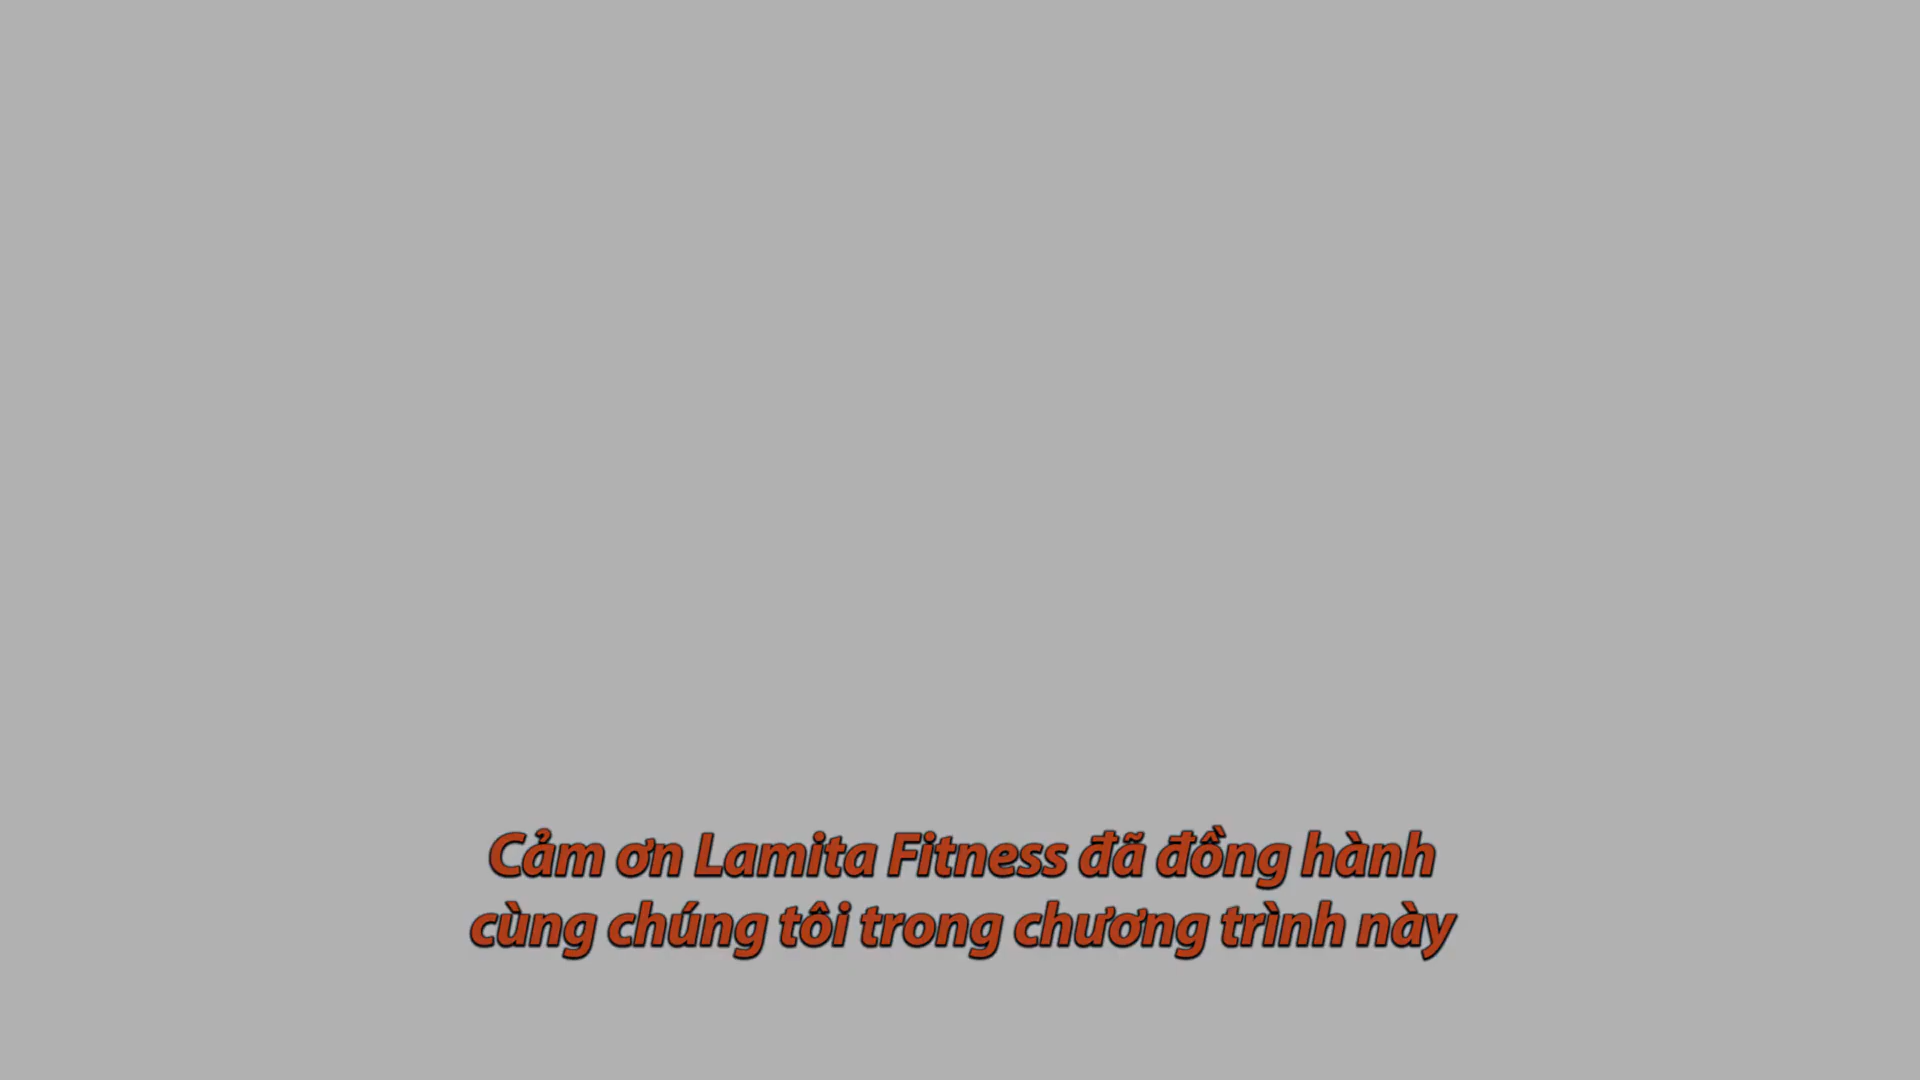 Cảm ơn Lamita Fitness đã đồng hành
cùng chúng tôi trong chương trình này